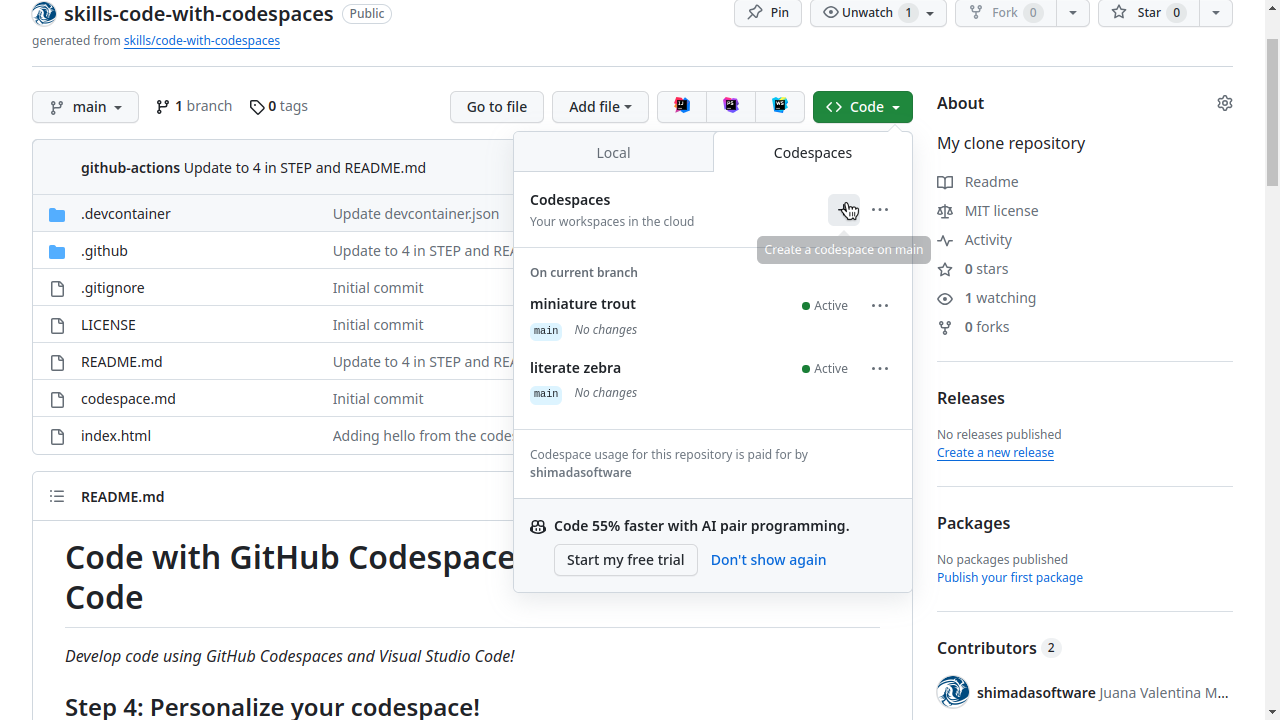 skills-code-with-codespaces Public
Pin Unwatch 1 Fork 0 Star 0
generated from skills/code-with-codespaces
main 1 branch 0 tags Go to file Add file Code
About
My clone repository
Readme
MIT license
Activity
0 stars
1 watching
0 forks
Local Codespaces
Codespaces
Your workspaces in the cloud
Create a codespace on main
On current branch
miniature trout Active
main No changes
literate zebra Active
main No changes
Codespace usage for this repository is paid for by
shimadasoftware
Code 55% faster with AI pair programming.
Start my free trial Don't show again
github-actions Update to 4 in STEP and README.md
.devcontainer Update devcontainer.json
.github Update to 4 in STEP and REA
.gitignore Initial commit
LICENSE Initial commit
README.md Update to 4 in STEP and REA
codespace.md Initial commit
index.html Adding hello from the codes
README.md
Code with GitHub Codespace
Code
Develop code using GitHub Codespaces and Visual Studio Code!
Step 4: Personalize your codespace!
Releases
No releases published
Create a new release
Packages
No packages published
Publish your first package
Contributors 2
shimadasoftware Juana Valentina M...